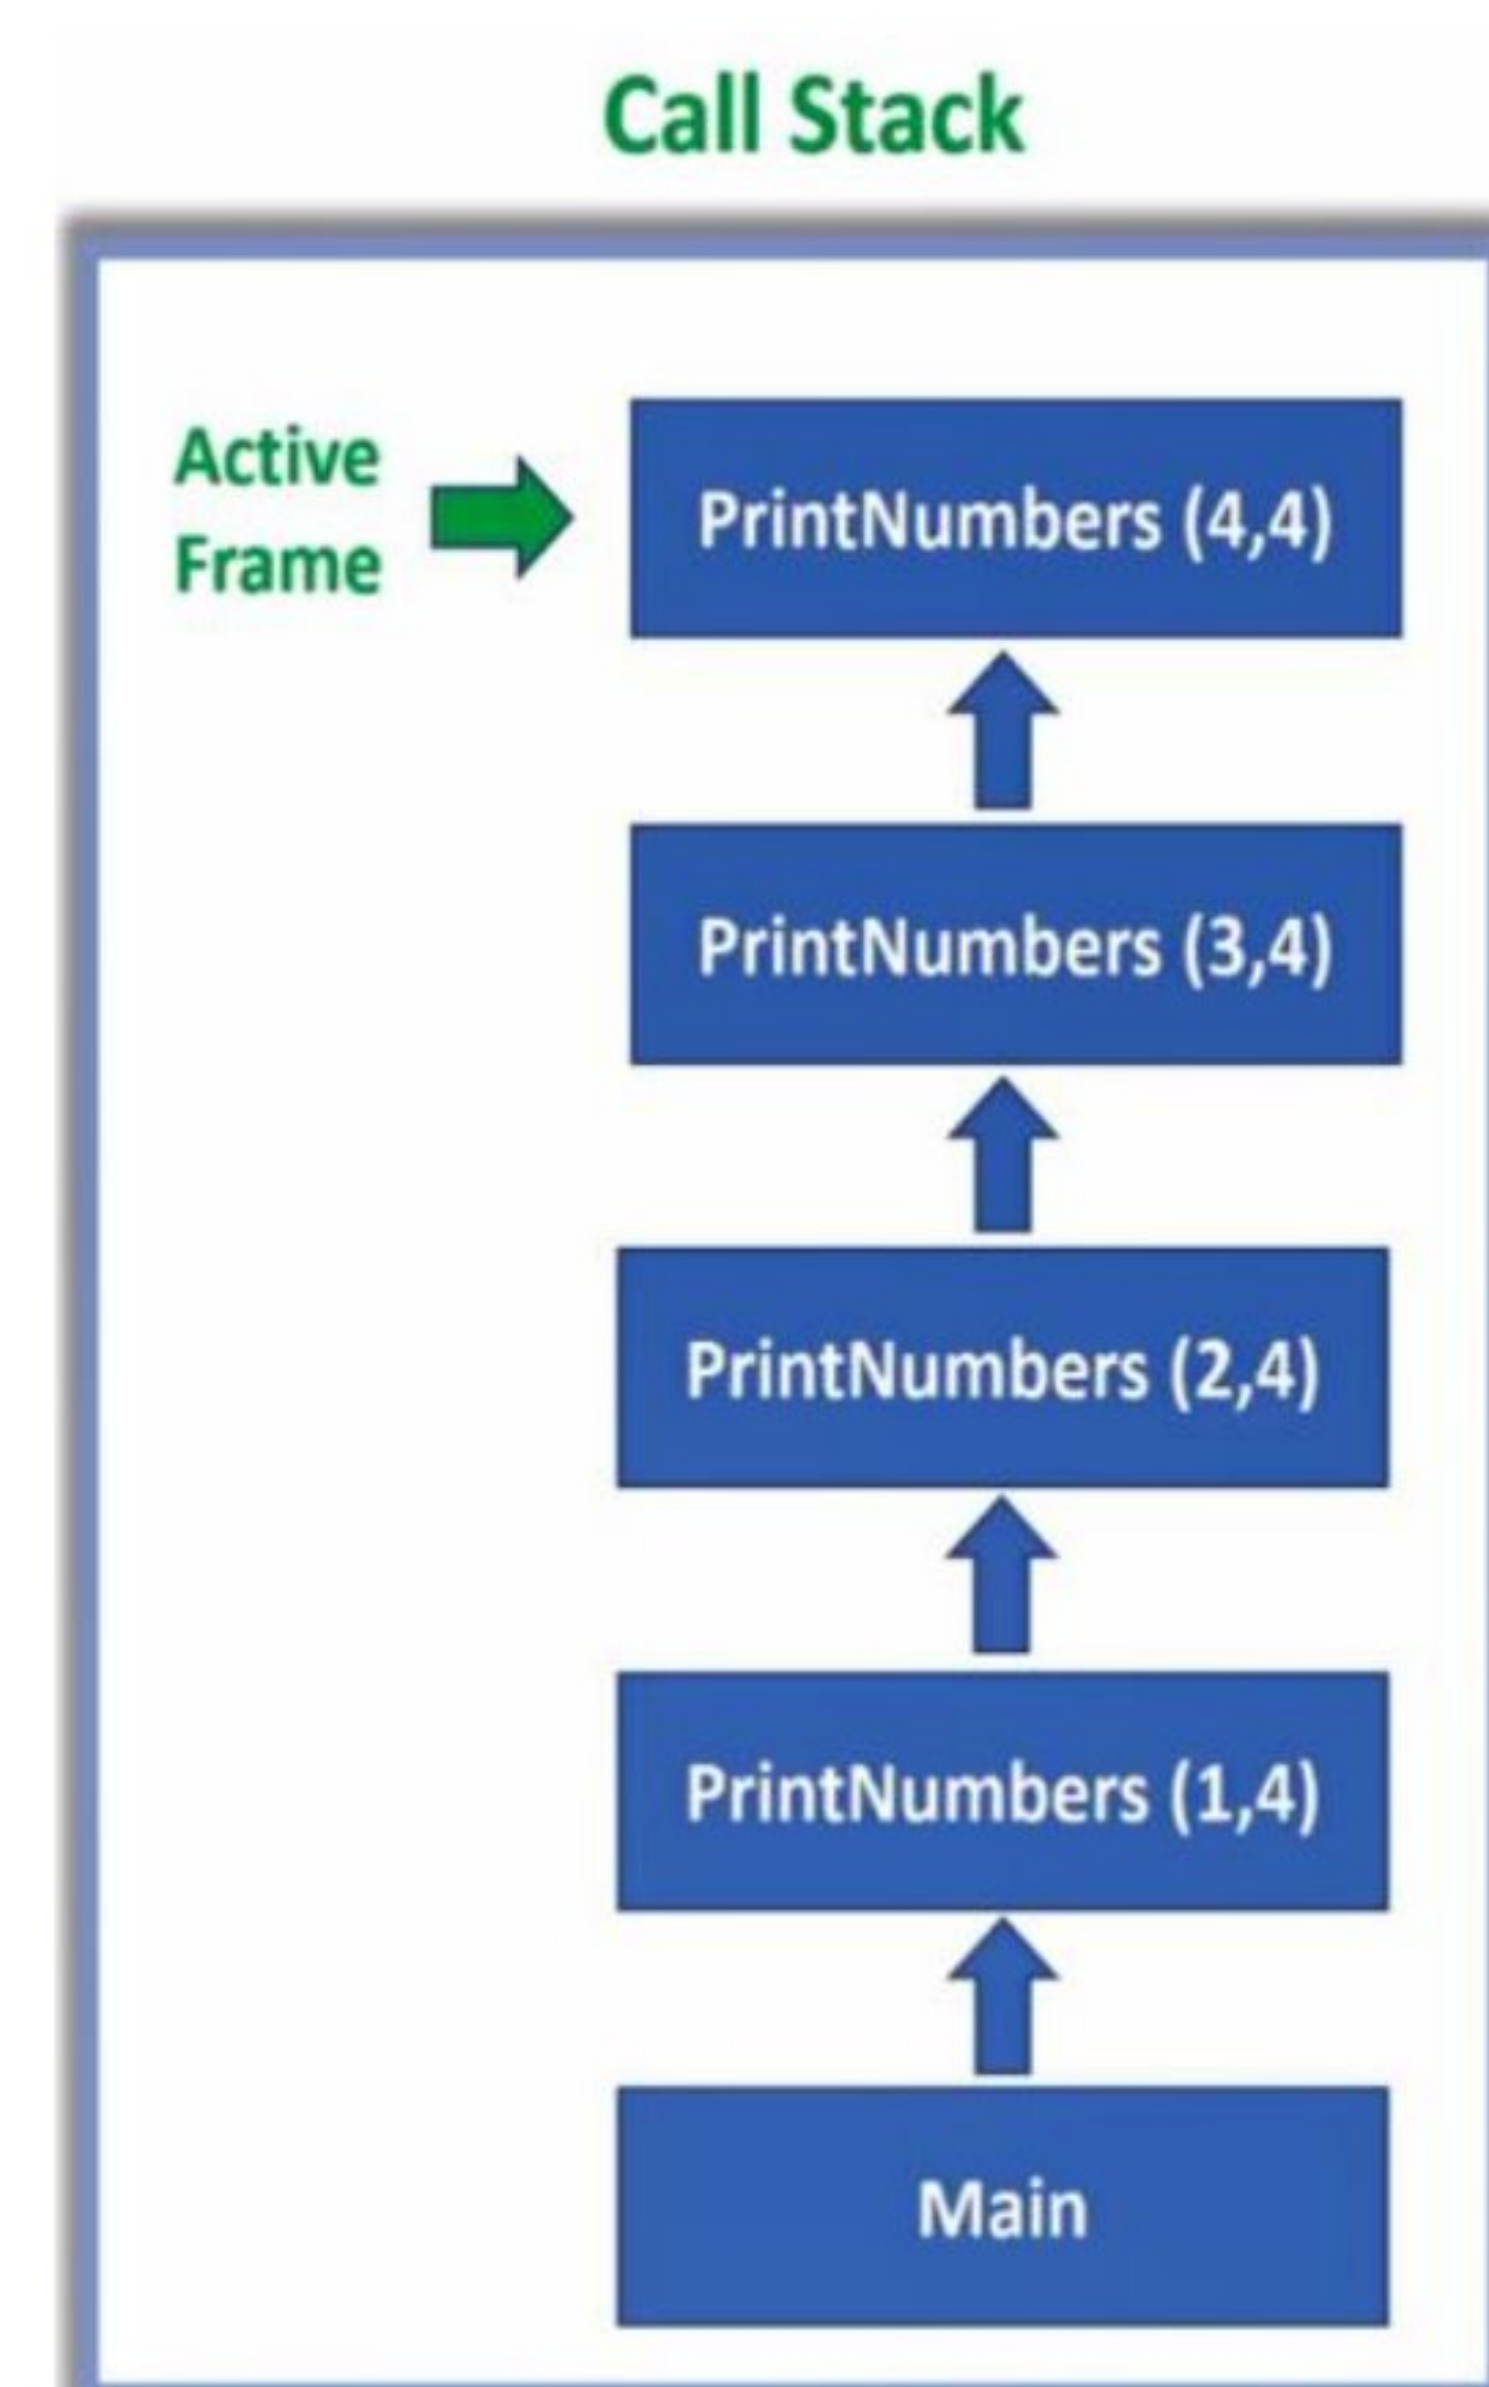 Call Stack
Active
Frame
PrintNumbers (4,4)
PrintNumbers (3,4)
PrintNumbers (2,4)
PrintNumbers (1,4)
Main